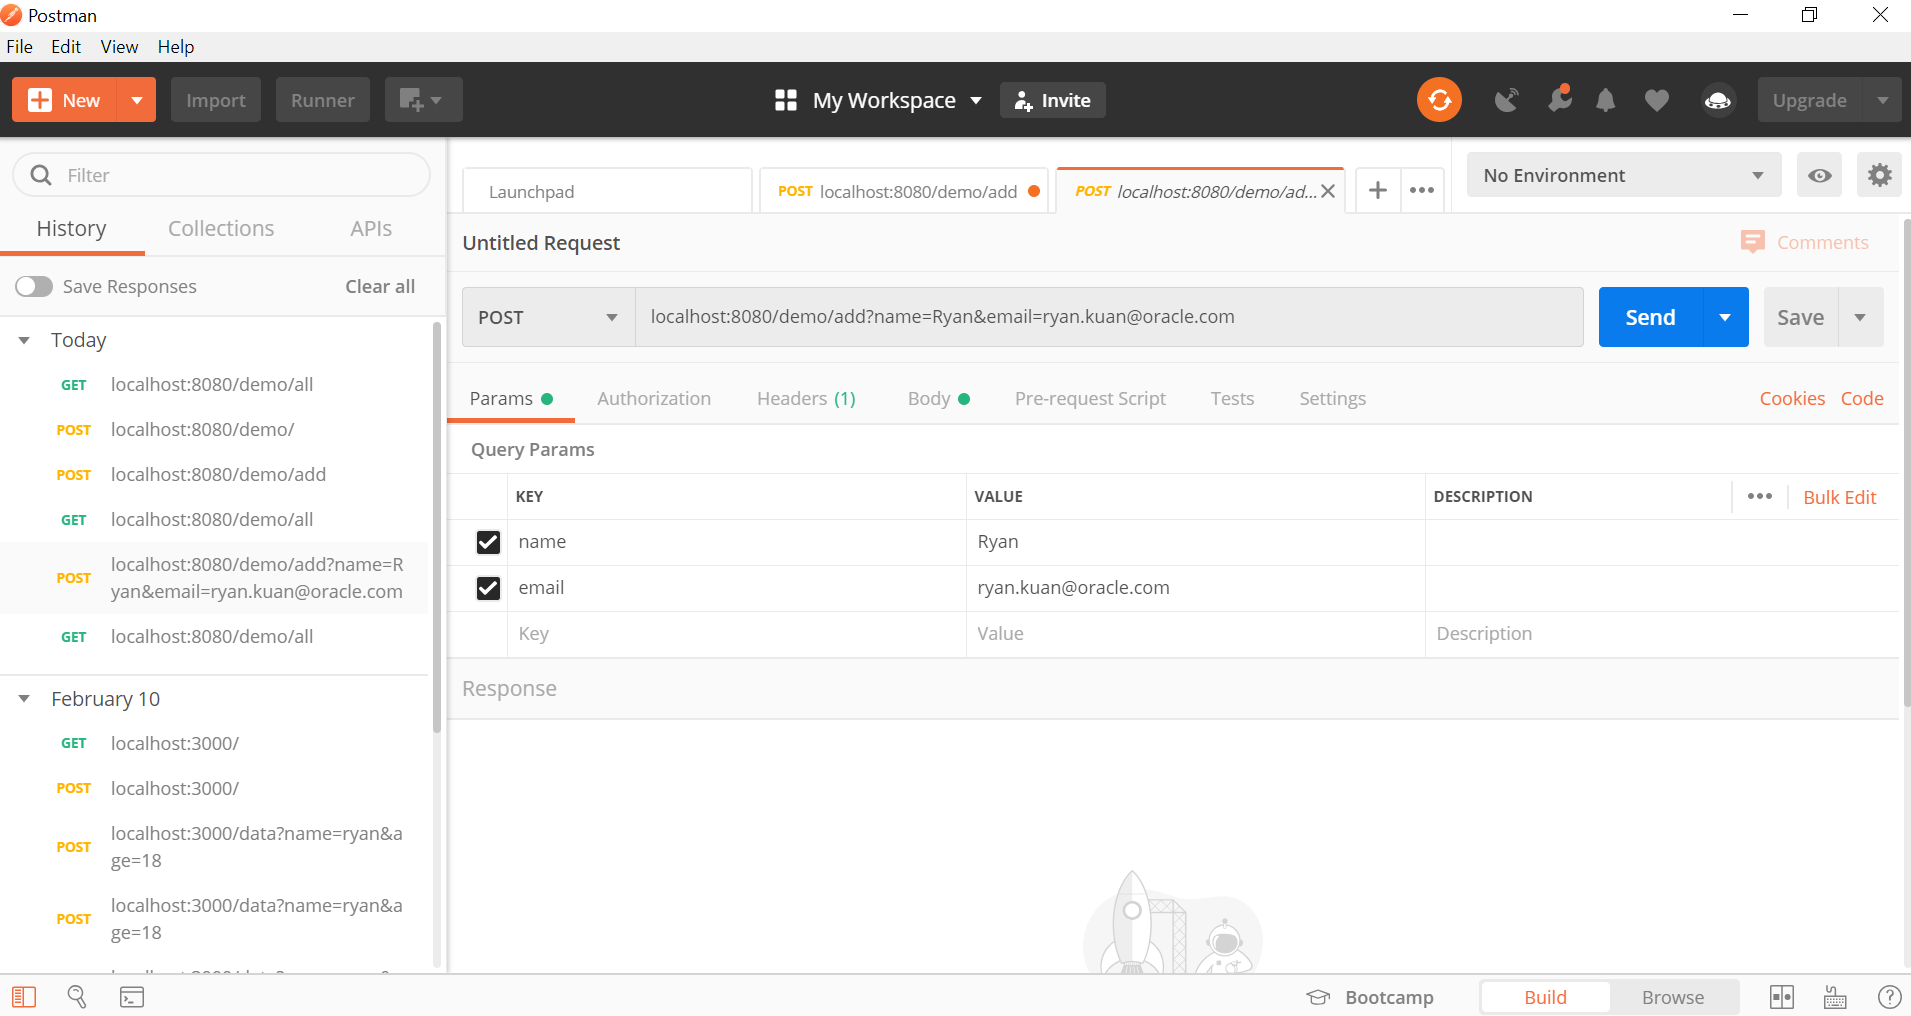 Postman
File Edit View Help
New Import Runner My Workspace Invite Upgrade
Filter
History Collections APIs
Save Responses Clear all
Today
GET localhost:8080/demo/all
POST localhost:8080/demo/
POST localhost:8080/demo/add
GET localhost:8080/demo/all
POST localhost:8080/demo/add?name=R
yan&email=ryan.kuan@oracle.com
GET localhost:8080/demo/all
February 10
GET localhost:3000/
POST localhost:3000/
POST localhost:3000/data?name=ryan&a
ge=18
POST localhost:3000/data?name=ryan&a
ge=18
Launchpad POST localhost:8080/demo/add POST localhost:8080/demo/ad... No Environment
Untitled Request Comments
POST localhost:8080/demo/add?name=Ryan&email=ryan.kuan@oracle.com Send Save
Params Authorization Headers (1) Body Pre-request Script Tests Settings Cookies Code
Query Params
KEY VALUE DESCRIPTION Bulk Edit
name Ryan
email ryan.kuan@oracle.com
Key Value Description
Response
Bootcamp Build Browse